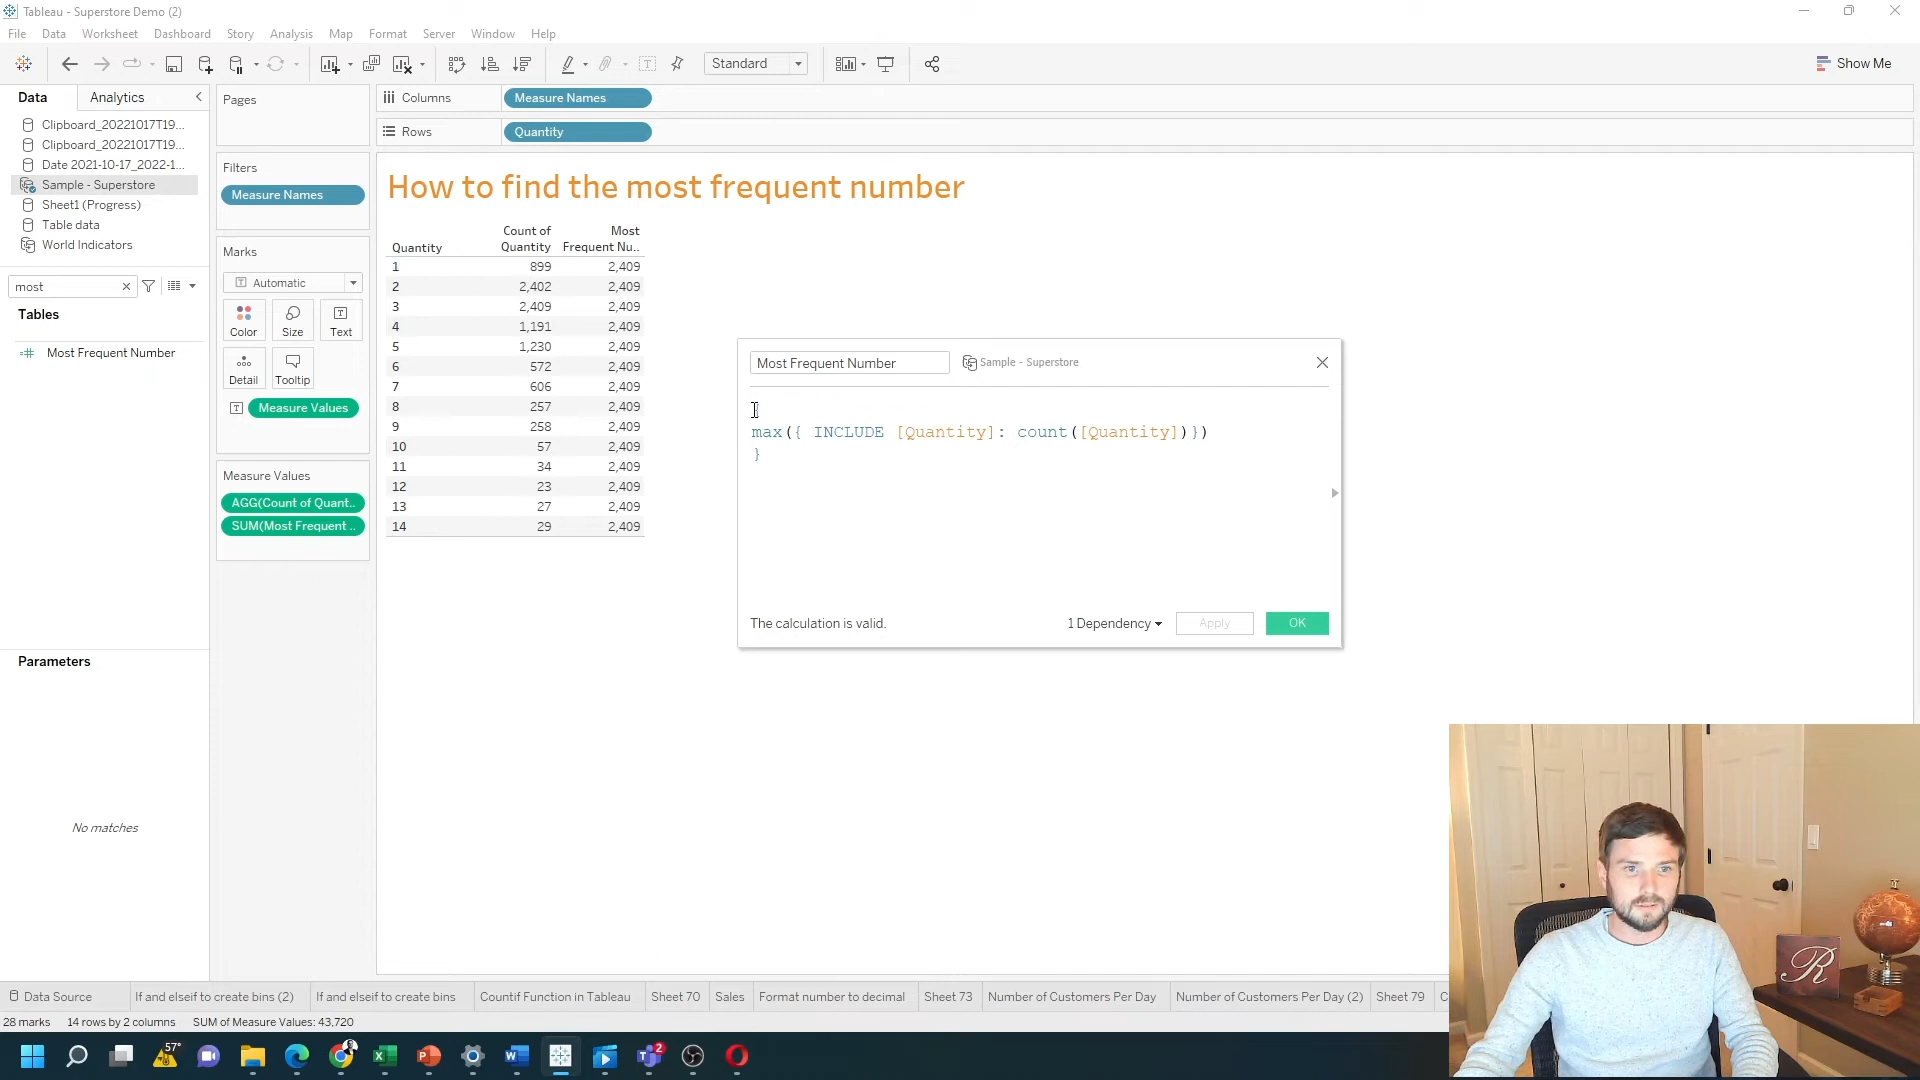 Tableau - Superstore Demo (2)
File Data Worksheet Dashboard Story Analysis Map Format Server Window Help
Standard
Show Me
Data Analytics
Clipboard_20221017T19...
Clipboard_20221017T19...
Date 2021-10-17_2022-1...
Sample - Superstore
Sheet1 (Progress)
Table data
World Indicators
most
Tables
Most Frequent Number
Parameters
No matches
Pages
Filters
Measure Names
Marks
Automatic
Color Size Text
Detail Tooltip
Measure Values
Measure Values
AGG(Count of Quant..
SUM(Most Frequent ..
Columns Measure Names
Rows Quantity
How to find the most frequent number
Count of Most
Quantity Quantity Frequent Nu..
1 899 2,409
2 2,402 2,409
3 2,409 2,409
4 1,191 2,409
5 1,230 2,409
6 572 2,409
7 606 2,409
8 257 2,409
9 258 2,409
10 57 2,409
11 34 2,409
12 23 2,409
13 27 2,409
14 29 2,409
Most Frequent Number Sample - Superstore
{
max({ INCLUDE [Quantity]: count([Quantity])})
}
The calculation is valid. 1 Dependency Apply OK
Data Source If and elseif to create bins (2) If and elseif to create bins Countif Function in Tableau Sheet 70 Sales Format number to decimal Sheet 73 Number of Customers Per Day Number of Customers Per Day (2) Sheet 79 C
28 marks 14 rows by 2 columns SUM of Measure Values: 43,720
57°
2
R